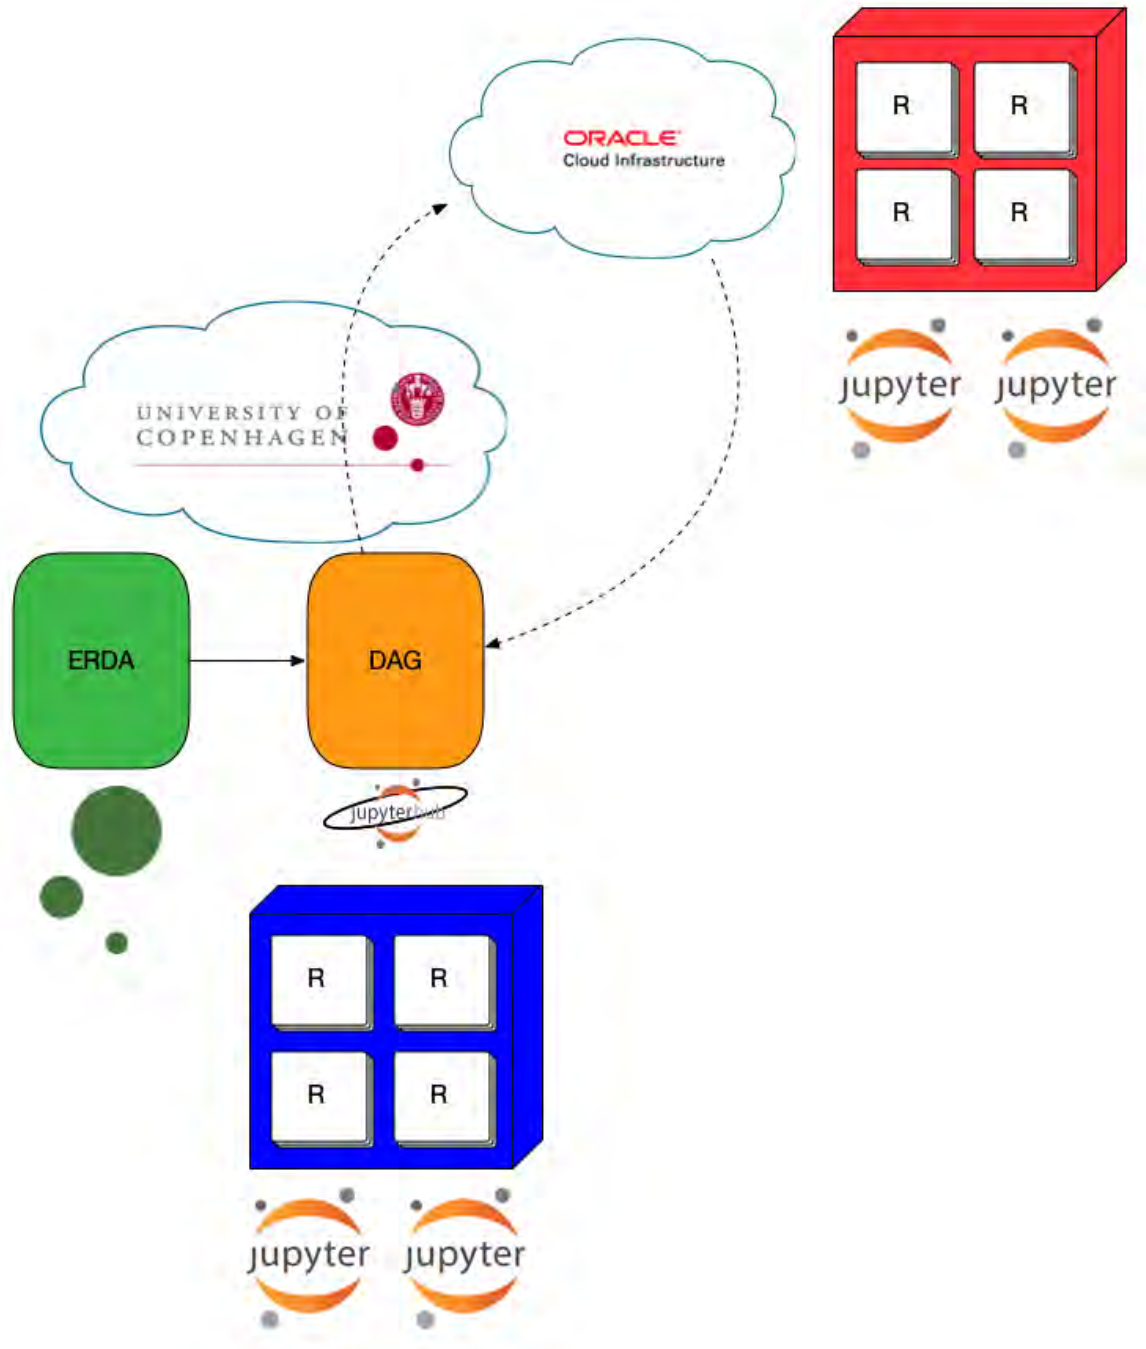 ORACLE
Cloud Infrastructure
R
R
R
R
jupyter
jupyter
UNIVERSITY OF
COPENHAGEN
ERDA
DAG
jupyterhub
R
R
R
R
jupyter
jupyter